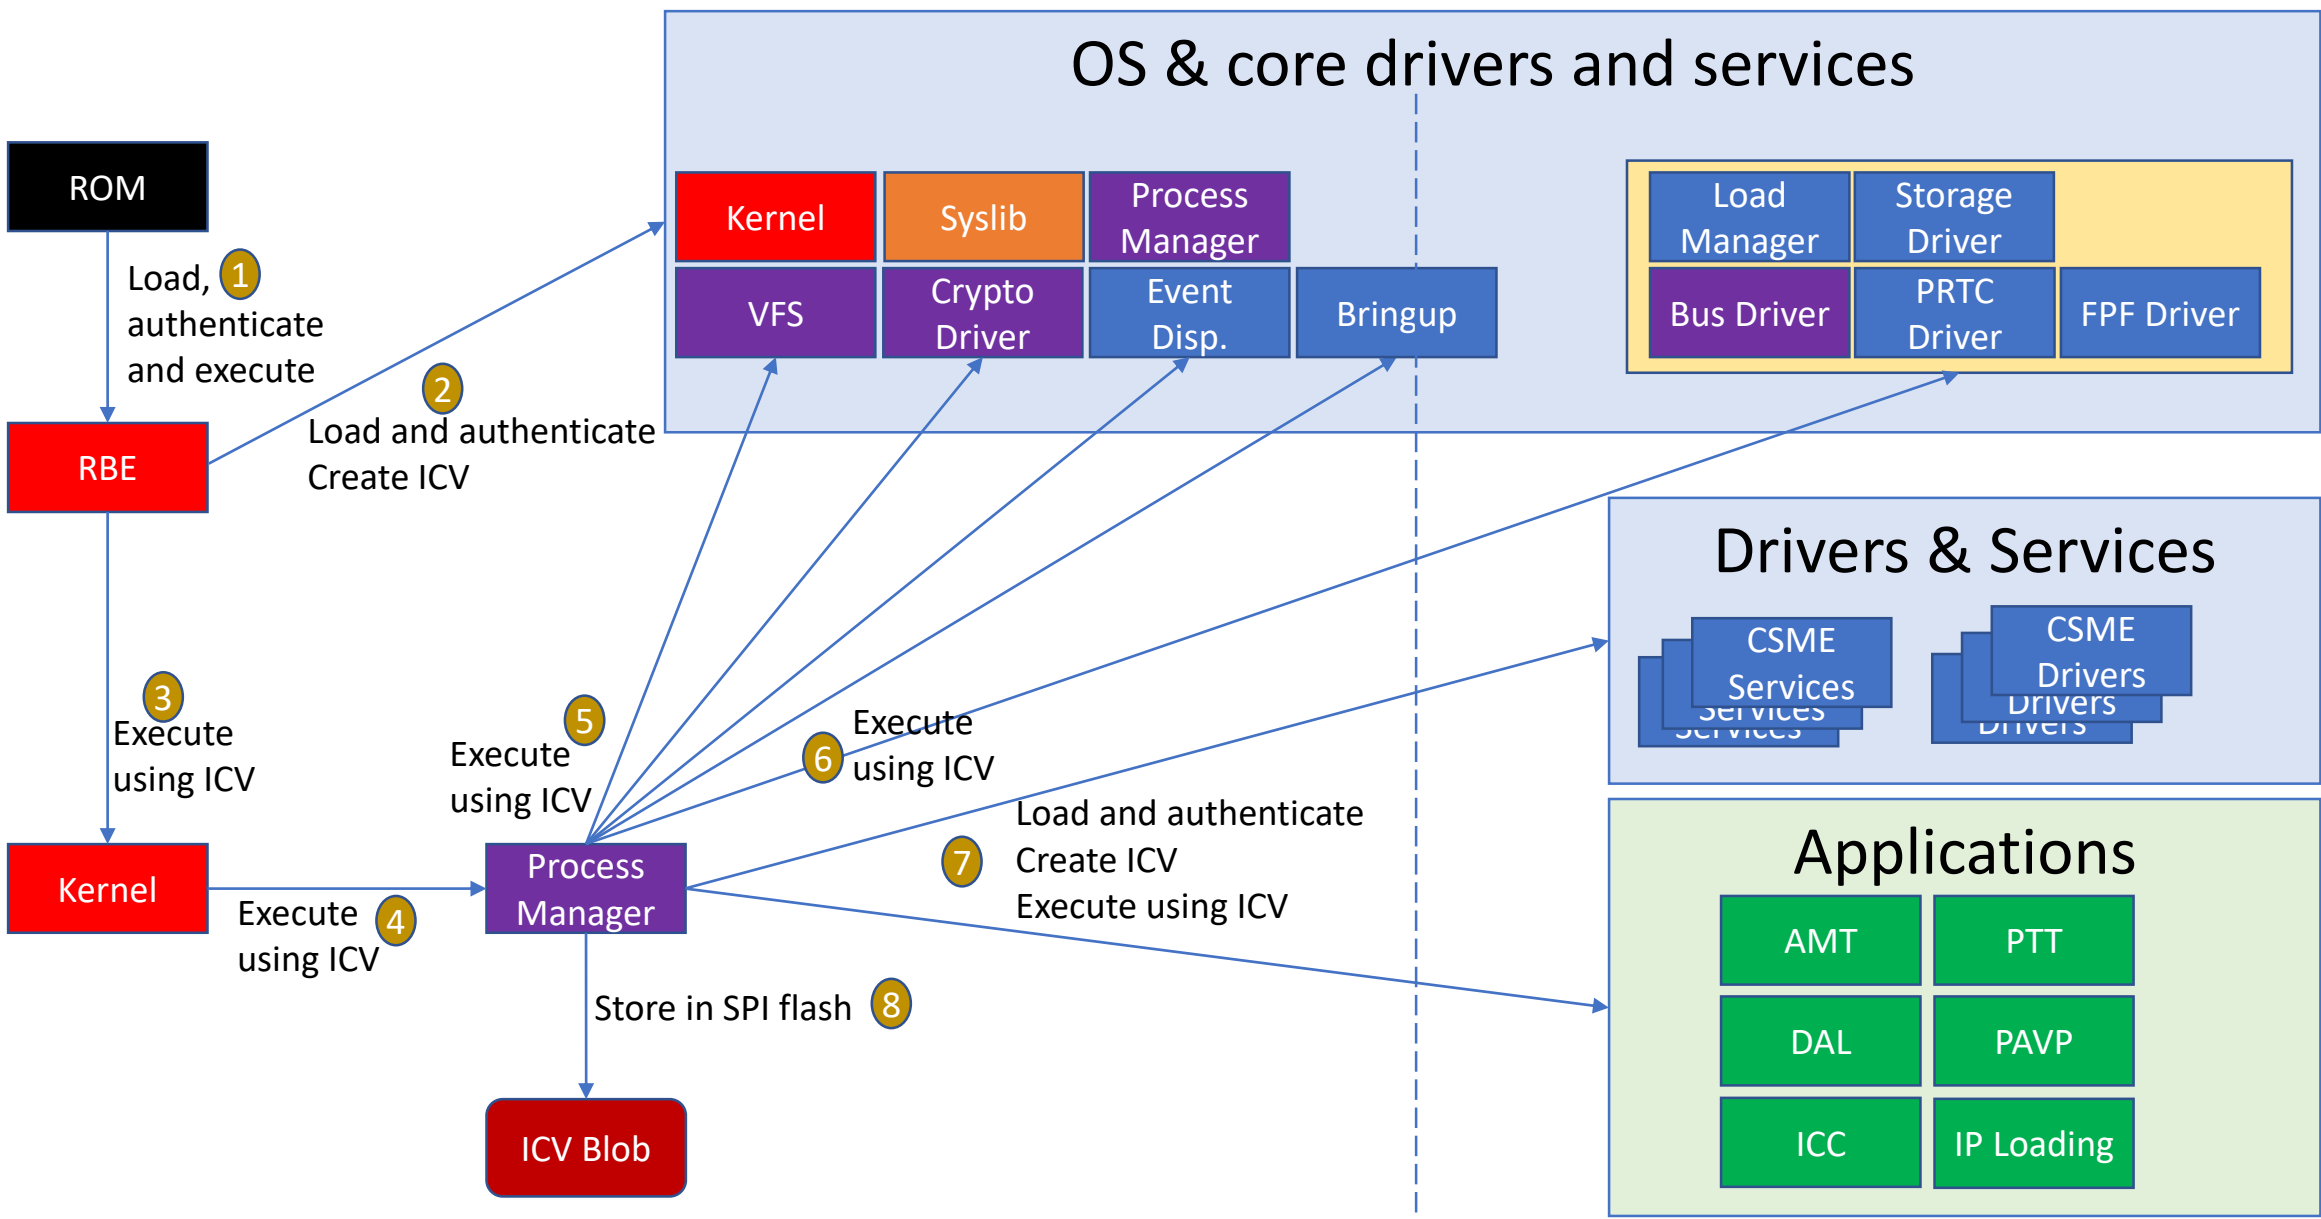 OS & core drivers and services
ROM
Load,
authenticate
and execute
1
RBE
2
Load and authenticate
Create ICV
3
Execute
using ICV
Kernel
Execute
using ICV
4
Process
Manager
5
Execute
using ICV
6
Execute
using ICV
7
Load and authenticate
Create ICV
Execute using ICV
Store in SPI flash
8
ICV Blob
Kernel
Syslib
Process
Manager
VFS
Crypto
Driver
Event
Disp.
Bringup
Load
Manager
Storage
Driver
Bus Driver
PRTC
Driver
FPF Driver
Drivers & Services
CSME
Services
Services
Services
CSME
Drivers
Drivers
Drivers
Applications
AMT
PTT
DAL
PAVP
ICC
IP Loading